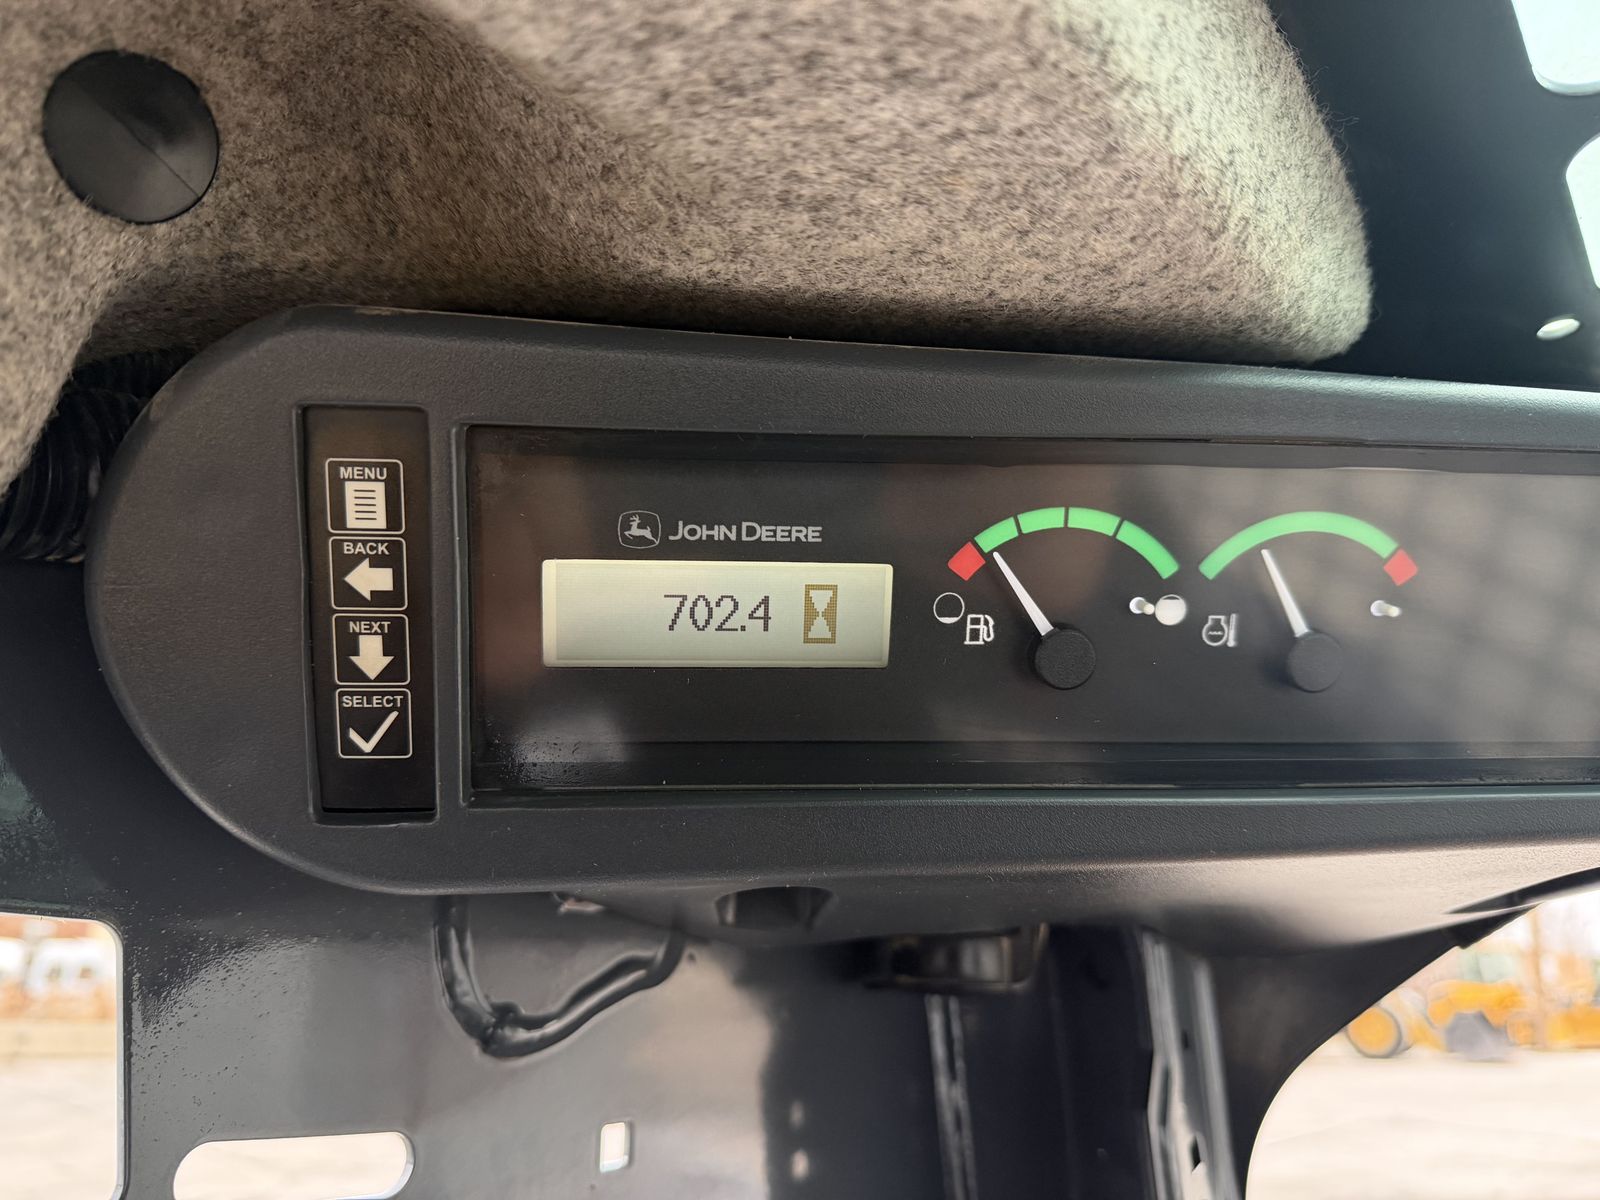 MENU
BACK
NEXT
SELECT
JOHN DEERE
702.4